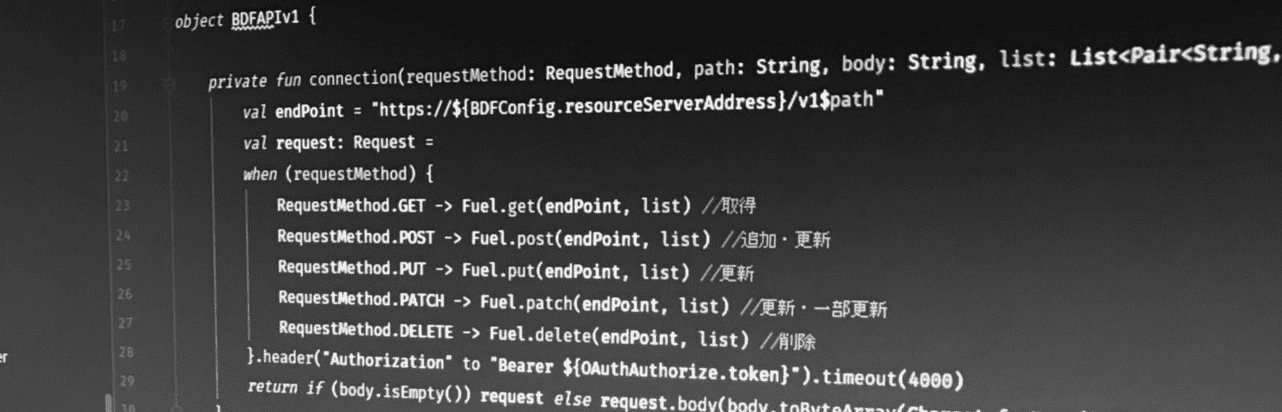 17 object BDFAPIv1 {
18
19 private fun connection(requestMethod: RequestMethod, path: String, body: String, list: List<Pair<String,
20 val endPoint = "https://${BDFConfig.resourceServerAddress}/v1$path"
21 val request: Request =
22 when (requestMethod) {
23 RequestMethod.GET -> Fuel.get(endPoint, list) //取得
24 RequestMethod.POST -> Fuel.post(endPoint, list) //追加・更新
25 RequestMethod.PUT -> Fuel.put(endPoint, list) //更新
26 RequestMethod.PATCH -> Fuel.patch(endPoint, list) //更新・一部更新
27 RequestMethod.DELETE -> Fuel.delete(endPoint, list) //削除
28 }.header("Authorization" to "Bearer ${OAuthAuthorize.token}").timeout(4000)
29 return if (body.isEmpty()) request else request.body(body.toByteArray(
30 }